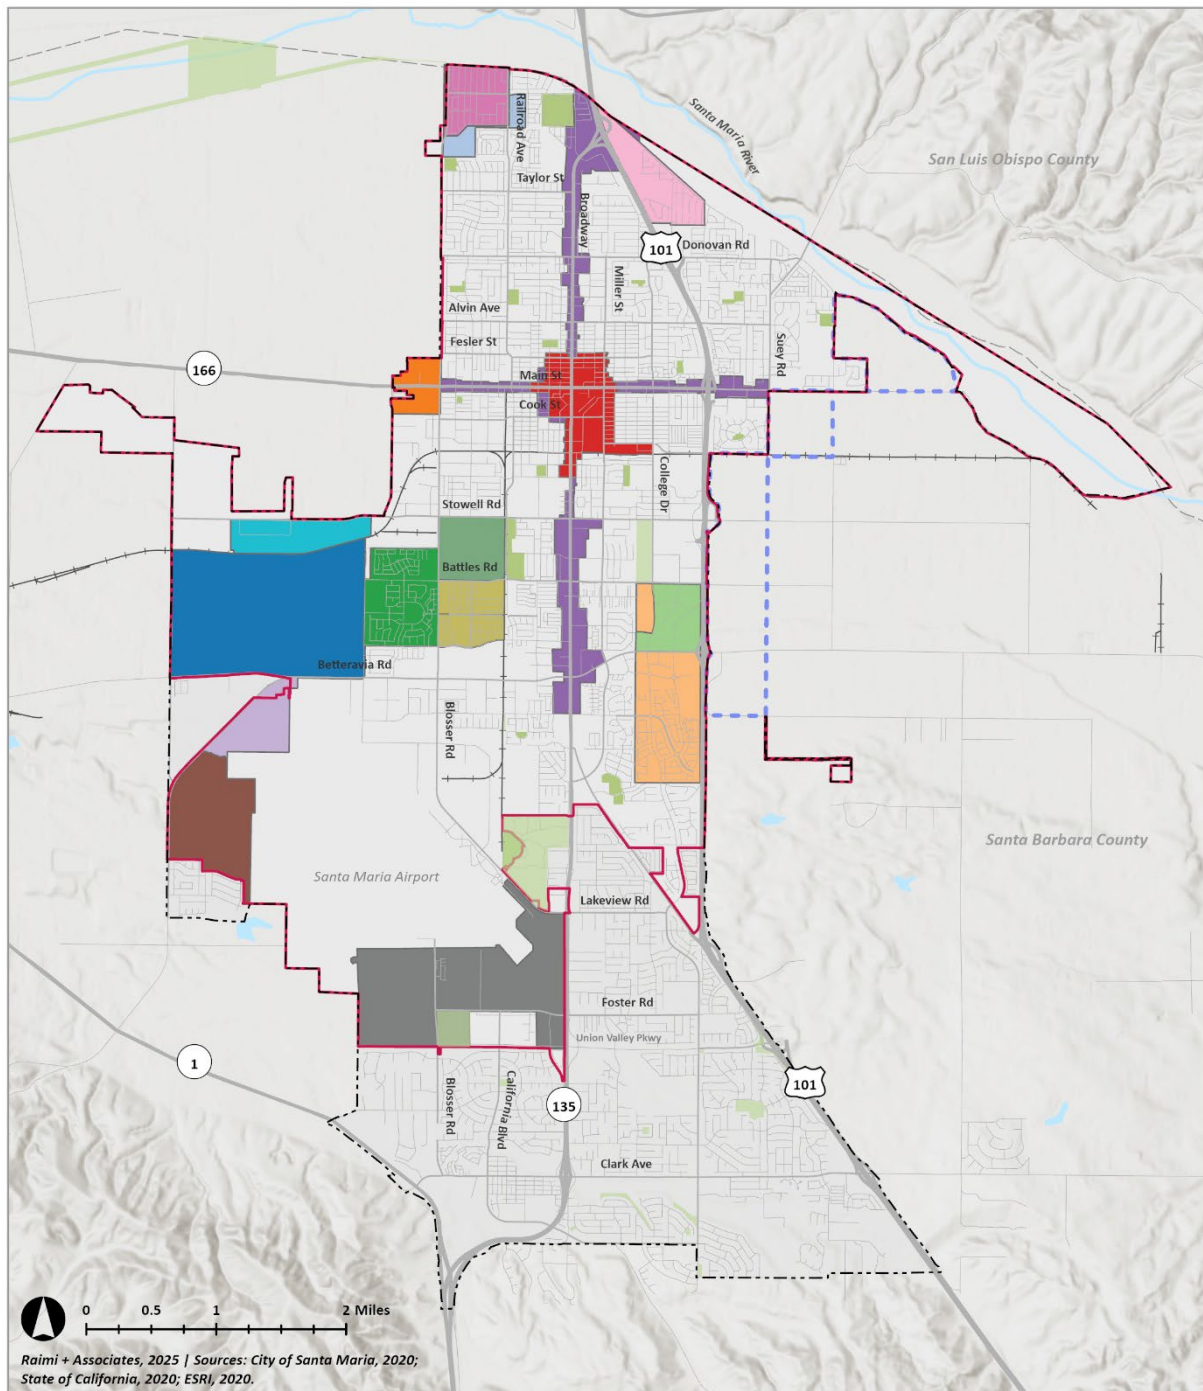 Santa Maria River
San Luis Obispo County
Railroad Ave
Taylor St
Broadway
101
Donovan Rd
Miller St
Alvin Ave
Fesler St
Suey Rd
166
Main St
Cook St
College Dr
Stowell Rd
Battles Rd
Betteravia Rd
Blosser Rd
Santa Barbara County
Santa Maria Airport
Lakeview Rd
Foster Rd
Union Valley Pkwy
1
101
Blosser Rd
California Blvd
135
Clark Ave
0 0.5 1 2 Miles
Raimi + Associates, 2025 | Sources: City of Santa Maria, 2020;
State of California, 2020; ESRI, 2020.